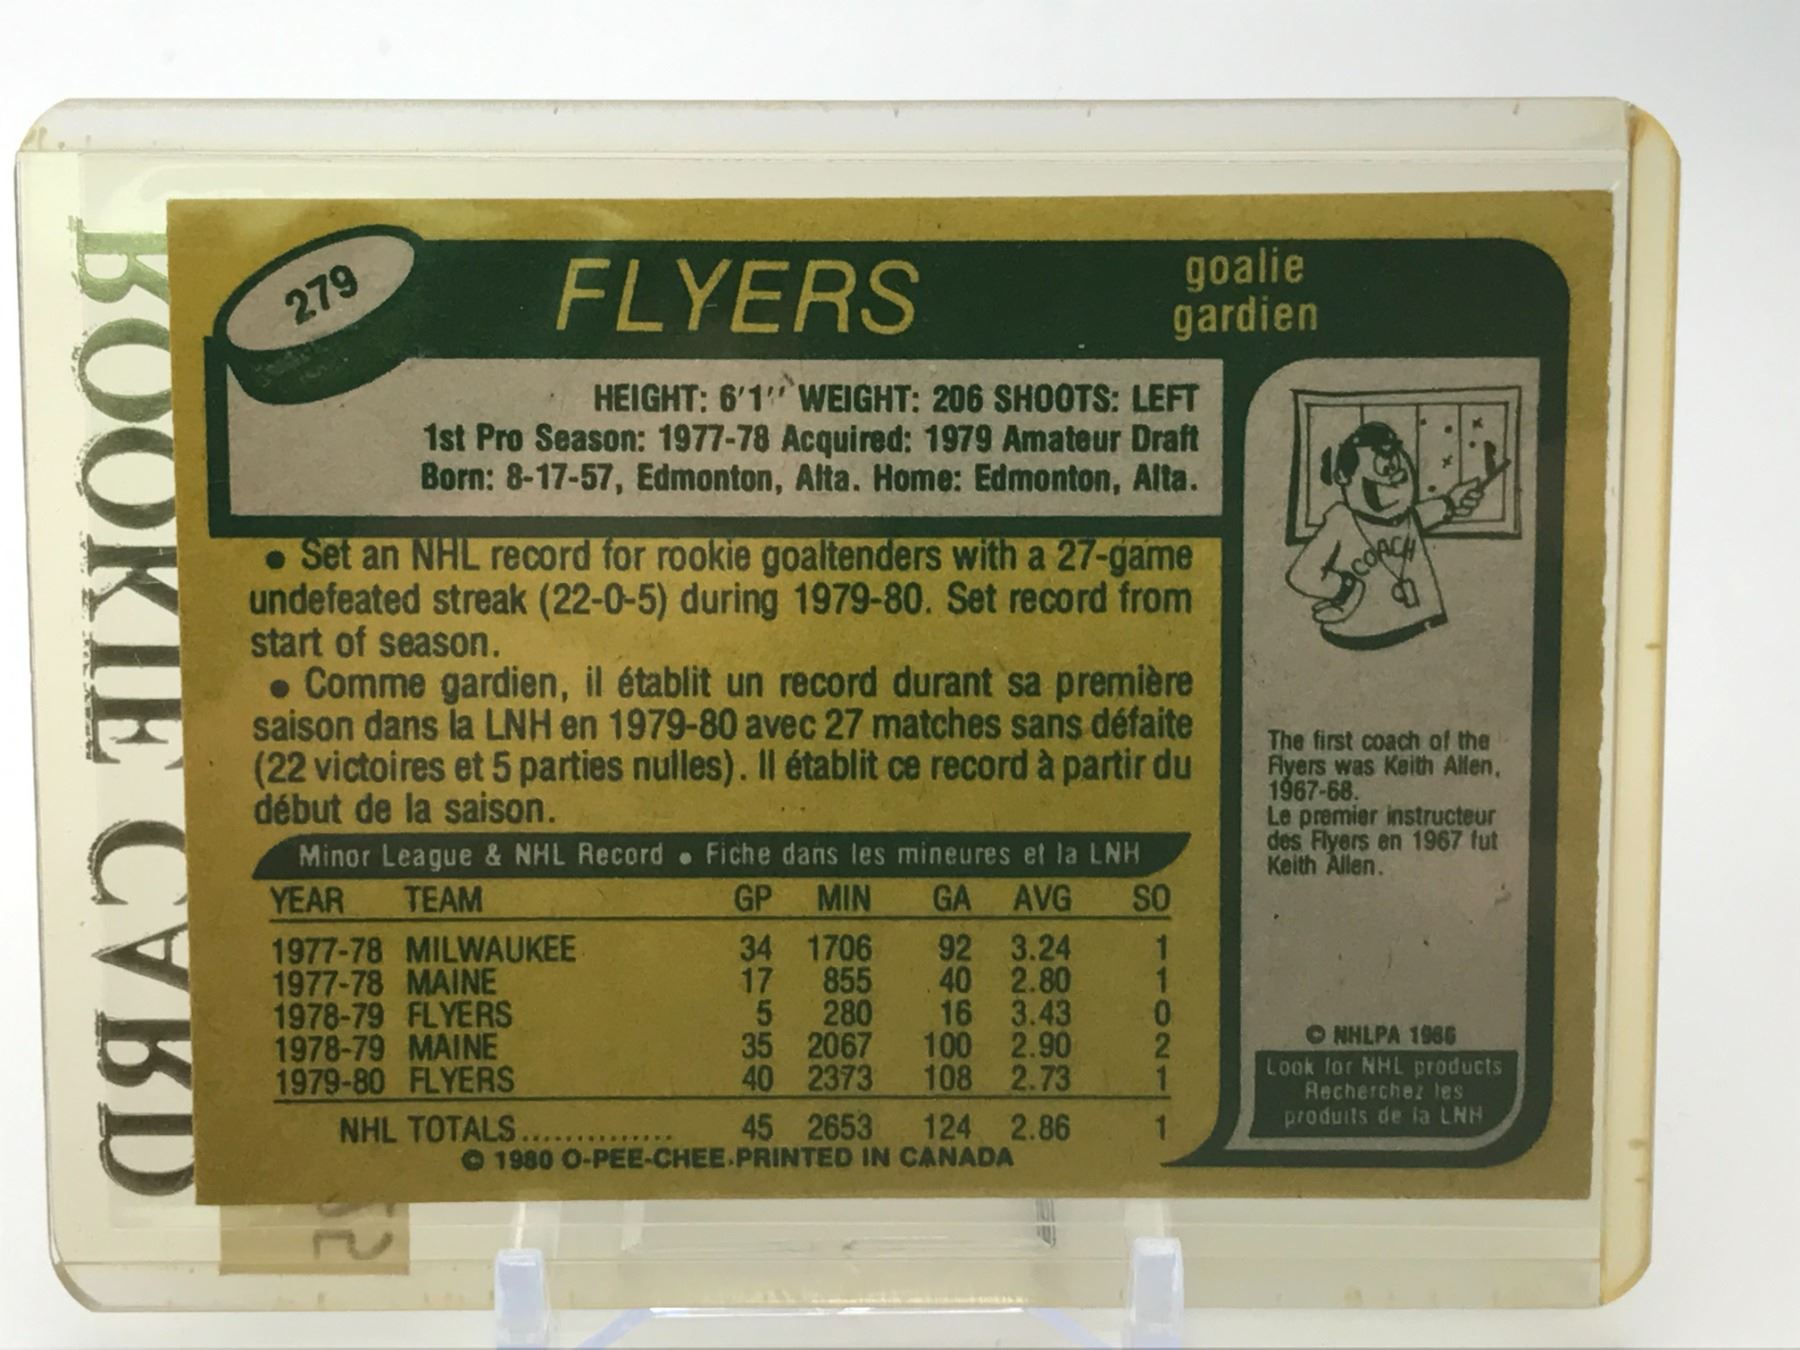 ROOKIE CARD
279
FLYERS
goalie
gardien
HEIGHT: 6'1'' WEIGHT: 206 SHOOTS: LEFT
1st Pro Season: 1977-78 Acquired: 1979 Amateur Draft
Born: 8-17-57, Edmonton, Alta. Home: Edmonton, Alta.
• Set an NHL record for rookie goaltenders with a 27-game
undefeated streak (22-0-5) during 1979-80. Set record from
start of season.
• Comme gardien, il établit un record durant sa première
saison dans la LNH en 1979-80 avec 27 matches sans défaite
(22 victoires et 5 parties nulles). Il établit ce record à partir du
début de la saison.
Minor League & NHL Record • Fiche dans les mineures et la LNH
YEAR TEAM GP MIN GA AVG SO
1977-78 MILWAUKEE 34 1706 92 3.24 1
1977-78 MAINE 17 855 40 2.80 1
1978-79 FLYERS 5 280 16 3.43 0
1978-79 MAINE 35 2067 100 2.90 2
1979-80 FLYERS 40 2373 108 2.73 1
NHL TOTALS............... 45 2653 124 2.86 1
© 1980 O-PEE-CHEE.PRINTED IN CANADA
COACH
The first coach of the
Flyers was Keith Allen,
1967-68.
Le premier instructeur
des Flyers en 1967 fut
Keith Allen.
© NHLPA 1966
Look for NHL products
Recherchez les
produits de la LNH